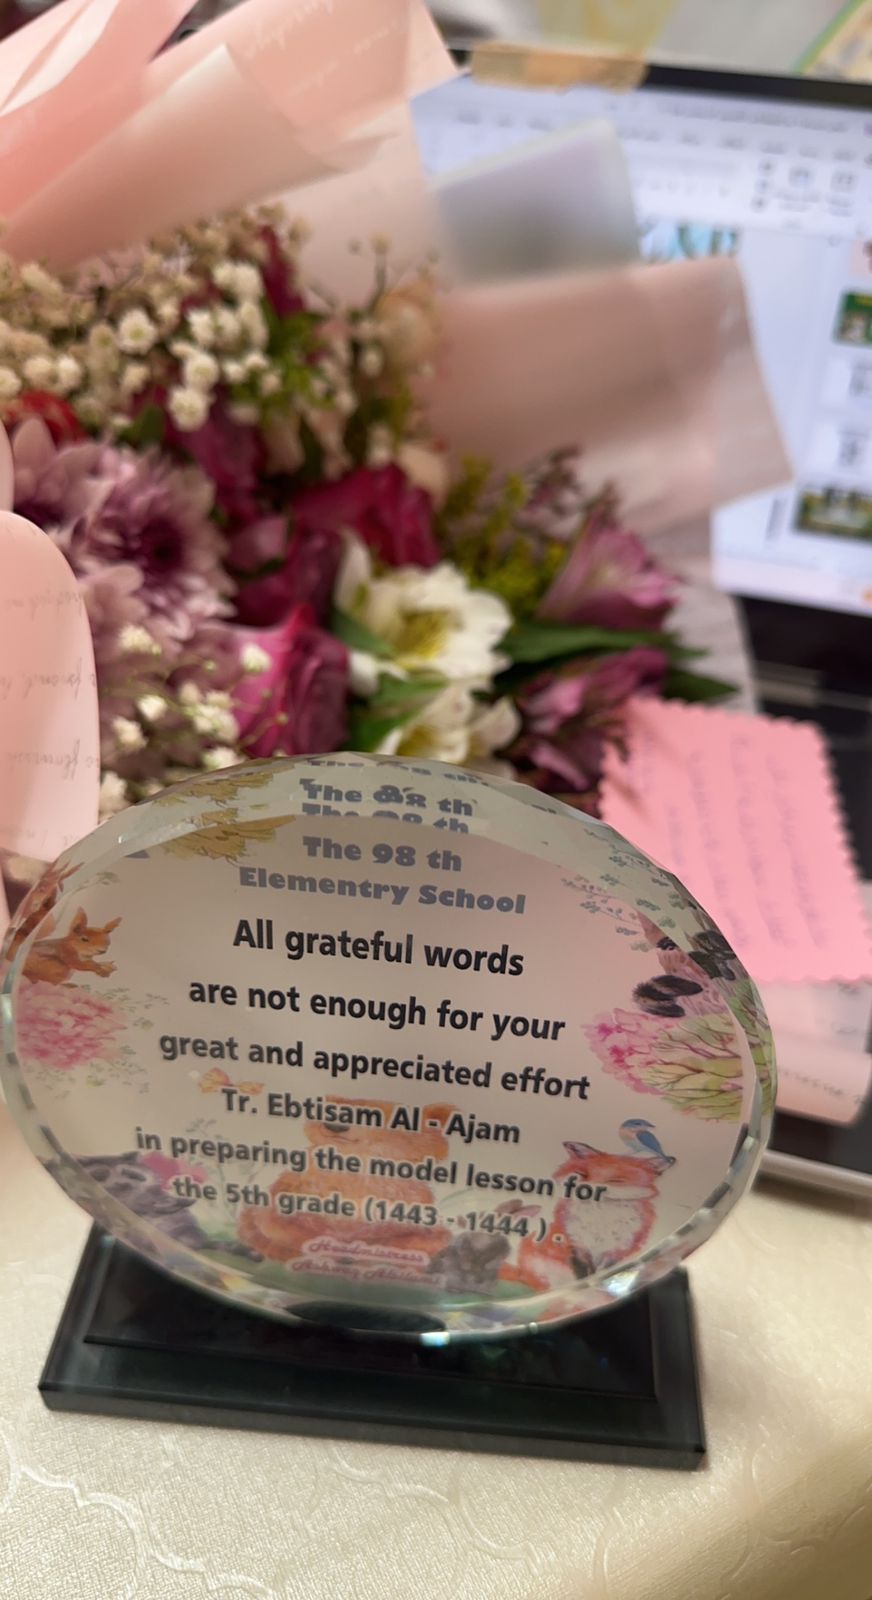 The 98 th
Elementry School
All grateful words
are not enough for your
great and appreciated effort
Tr. Ebtisam Al - Ajam
in preparing the model lesson for
the 5th grade (1443 - 1444 ) .
Headmistress